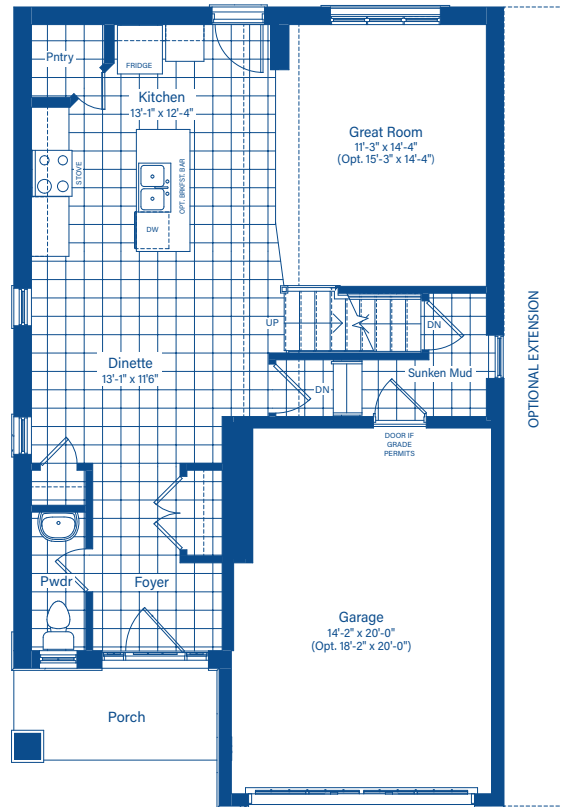 Pntry
FRIDGE
Kitchen
13'-1" x 12'-4"
STOVE
OPT. BRKFST. BAR
DW
Great Room
11'-3" x 14'-4"
(Opt. 15'-3" x 14'-4")
UP
DN
Sunken Mud
DN
Dinette
13'-1" x 11'6"
DOOR IF
GRADE
PERMITS
OPTIONAL EXTENSION
Pwdr
Foyer
Garage
14'-2" x 20'-0"
(Opt. 18'-2" x 20'-0")
Porch